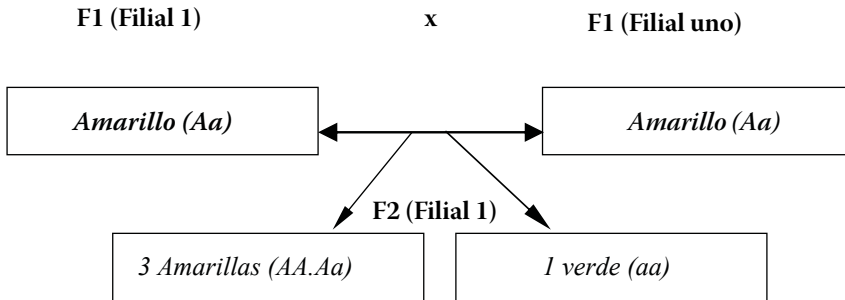 F1 (Filial 1) x F1 (Filial uno)
Amarillo (Aa) Amarillo (Aa)
F2 (Filial 1)
3 Amarillas (AA.Aa) 1 verde (aa)